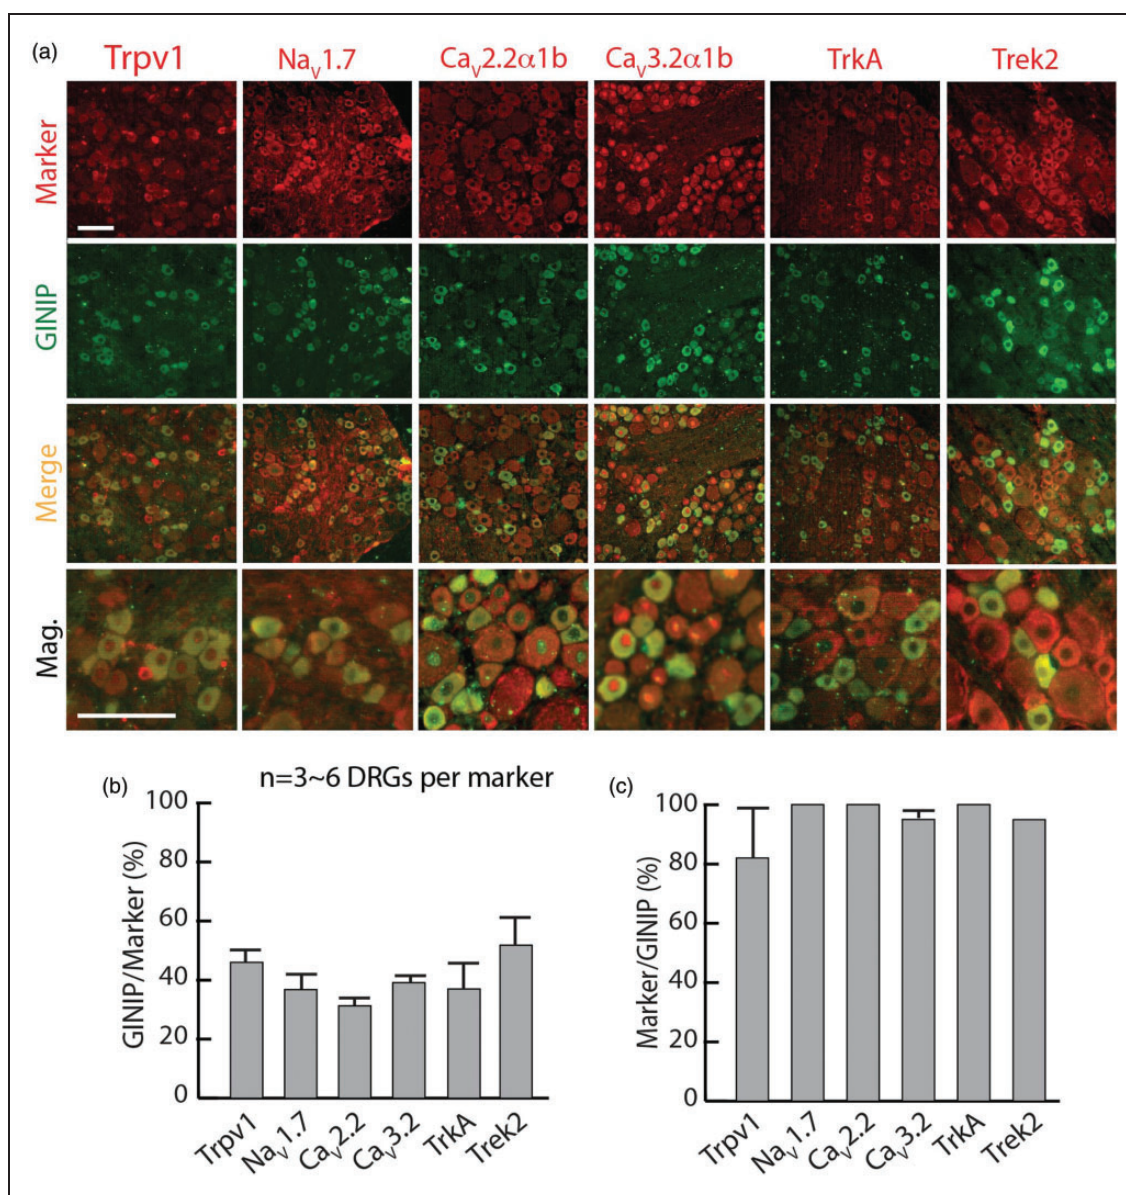 (a)
Trpv1 Naᵥ1.7 Caᵥ2.2α1b Caᵥ3.2α1b TrkA Trek2
Marker
GINIP
Merge
Mag.
(b) n=3~6 DRGs per marker
GINIP/Marker (%)
100
80
60
40
20
0
Trpv1 Naᵥ1.7 Caᵥ2.2 Caᵥ3.2 TrkA Trek2
(c)
Marker/GINIP (%)
100
80
60
40
20
0
Trpv1 Naᵥ1.7 Caᵥ2.2 Caᵥ3.2 TrkA Trek2